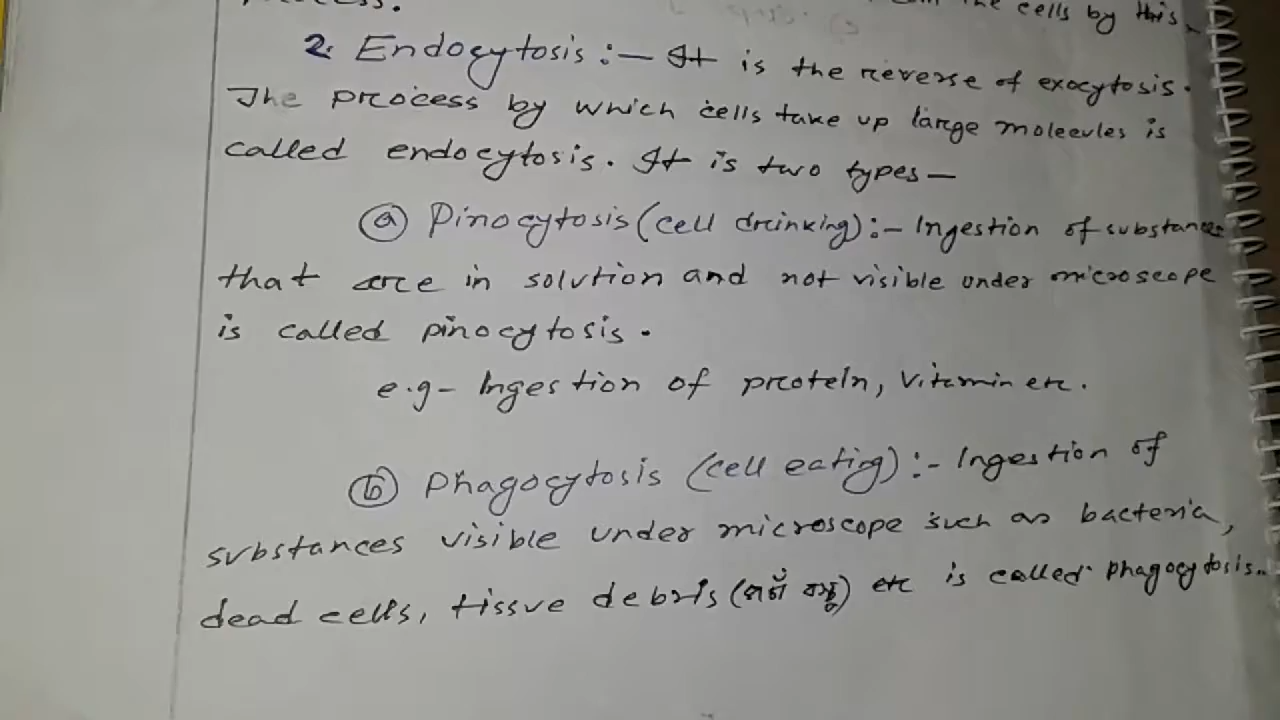 cells by this
2. Endocytosis :— It is the reverse of exocytosis.
The process by which cells take up large molecules is
called endocytosis. It is two types —
(a) Pinocytosis (cell drinking) :- Ingestion of substances
that are in solution and not visible under microscope
is called pinocytosis.
e.g- Ingestion of protein, vitamin etc.
(b) Phagocytosis (cell eating) :- Ingestion of
substances visible under microscope such as bacteria,
dead cells, tissue debris ( ) etc is called phagocytosis.